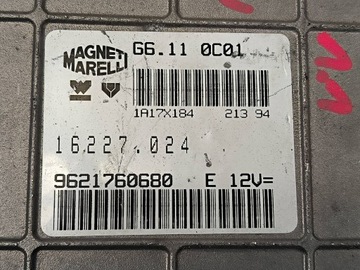 MAGNETI MARELLI
G6.11 0C01
1A17X184 213 94
16227.024
9621760680 E 12V=